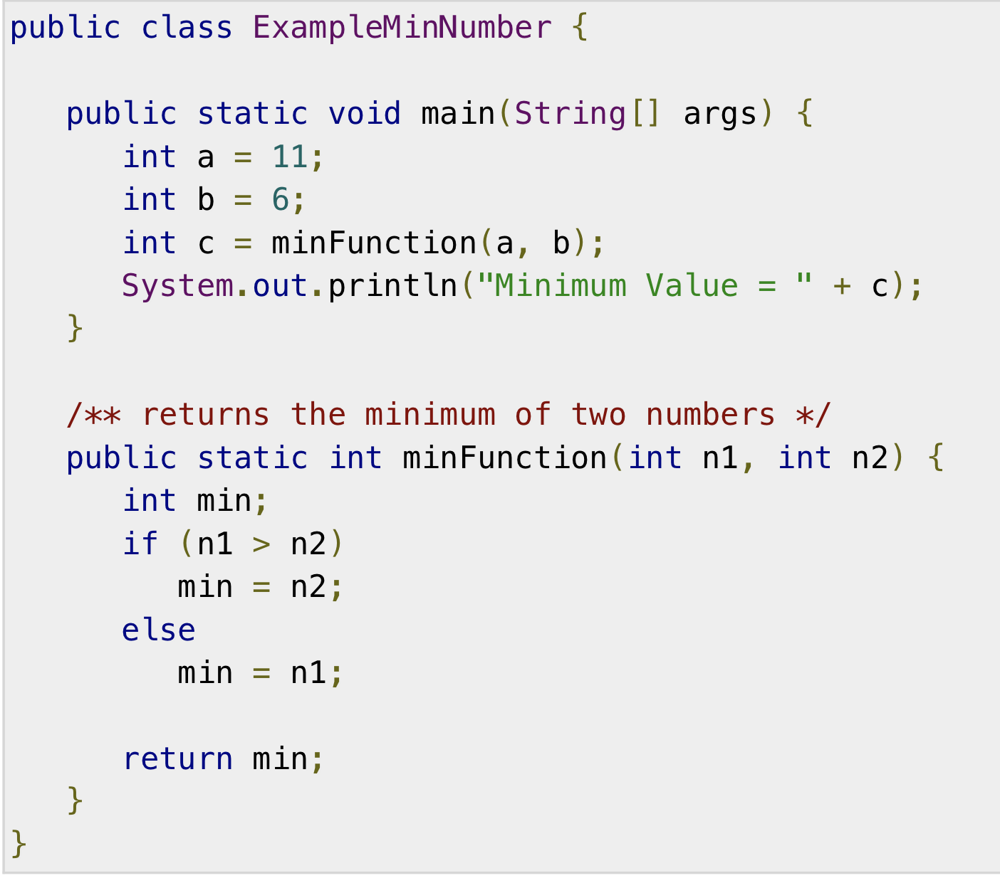 public class ExampleMinNumber {
public static void main(String[] args) {
int a = 11;
int b = 6;
int c = minFunction(a, b);
System.out.println("Minimum Value = " + c);
}
/** returns the minimum of two numbers */
public static int minFunction(int n1, int n2) {
int min;
if (n1 > n2)
min = n2;
else
min = n1;
return min;
}
}